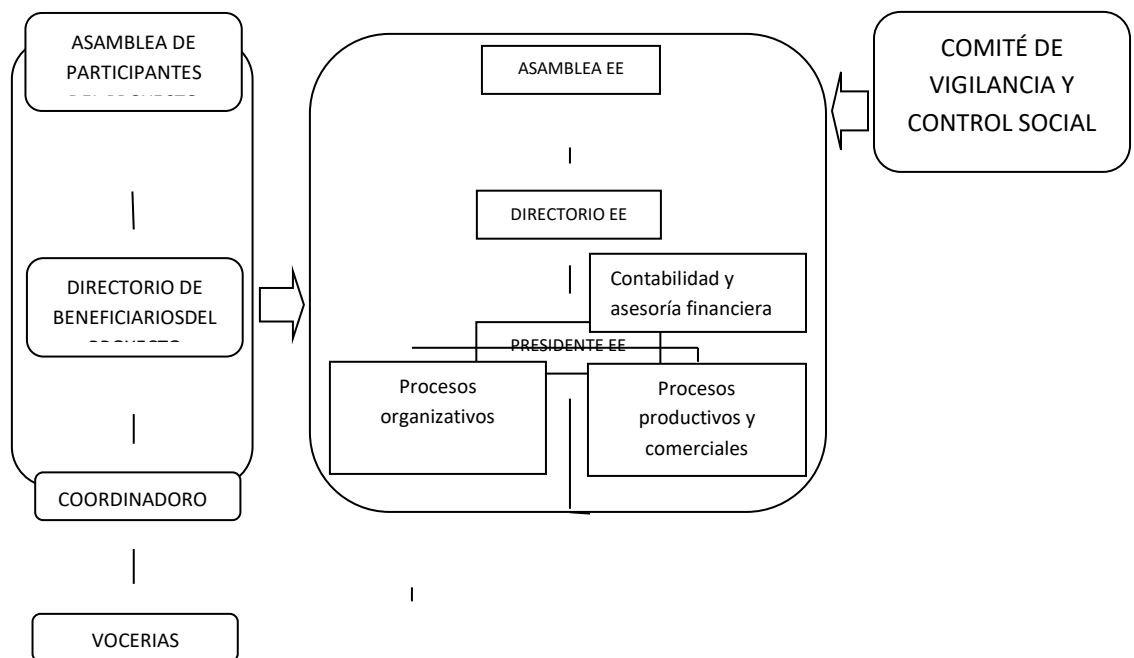 ASAMBLEA DE
PARTICIPANTES
DIRECTORIO DE
BENEFICIARIOSDEL
COORDINADORO
VOCERIAS
ASAMBLEA EE
DIRECTORIO EE
Contabilidad y
asesoría financiera
PRESIDENTE EE
Procesos
organizativos
Procesos
productivos y
comerciales
COMITÉ DE
VIGILANCIA Y
CONTROL SOCIAL